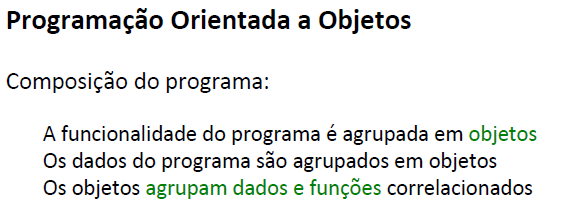 Programação Orientada a Objetos
Composição do programa:
A funcionalidade do programa é agrupada em objetos
Os dados do programa são agrupados em objetos
Os objetos agrupam dados e funções correlacionados